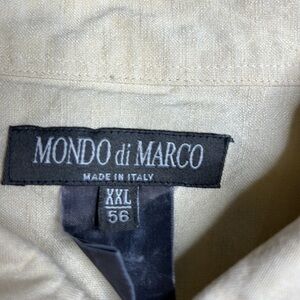 MONDO di MARCO
MADE IN ITALY
XXL
56